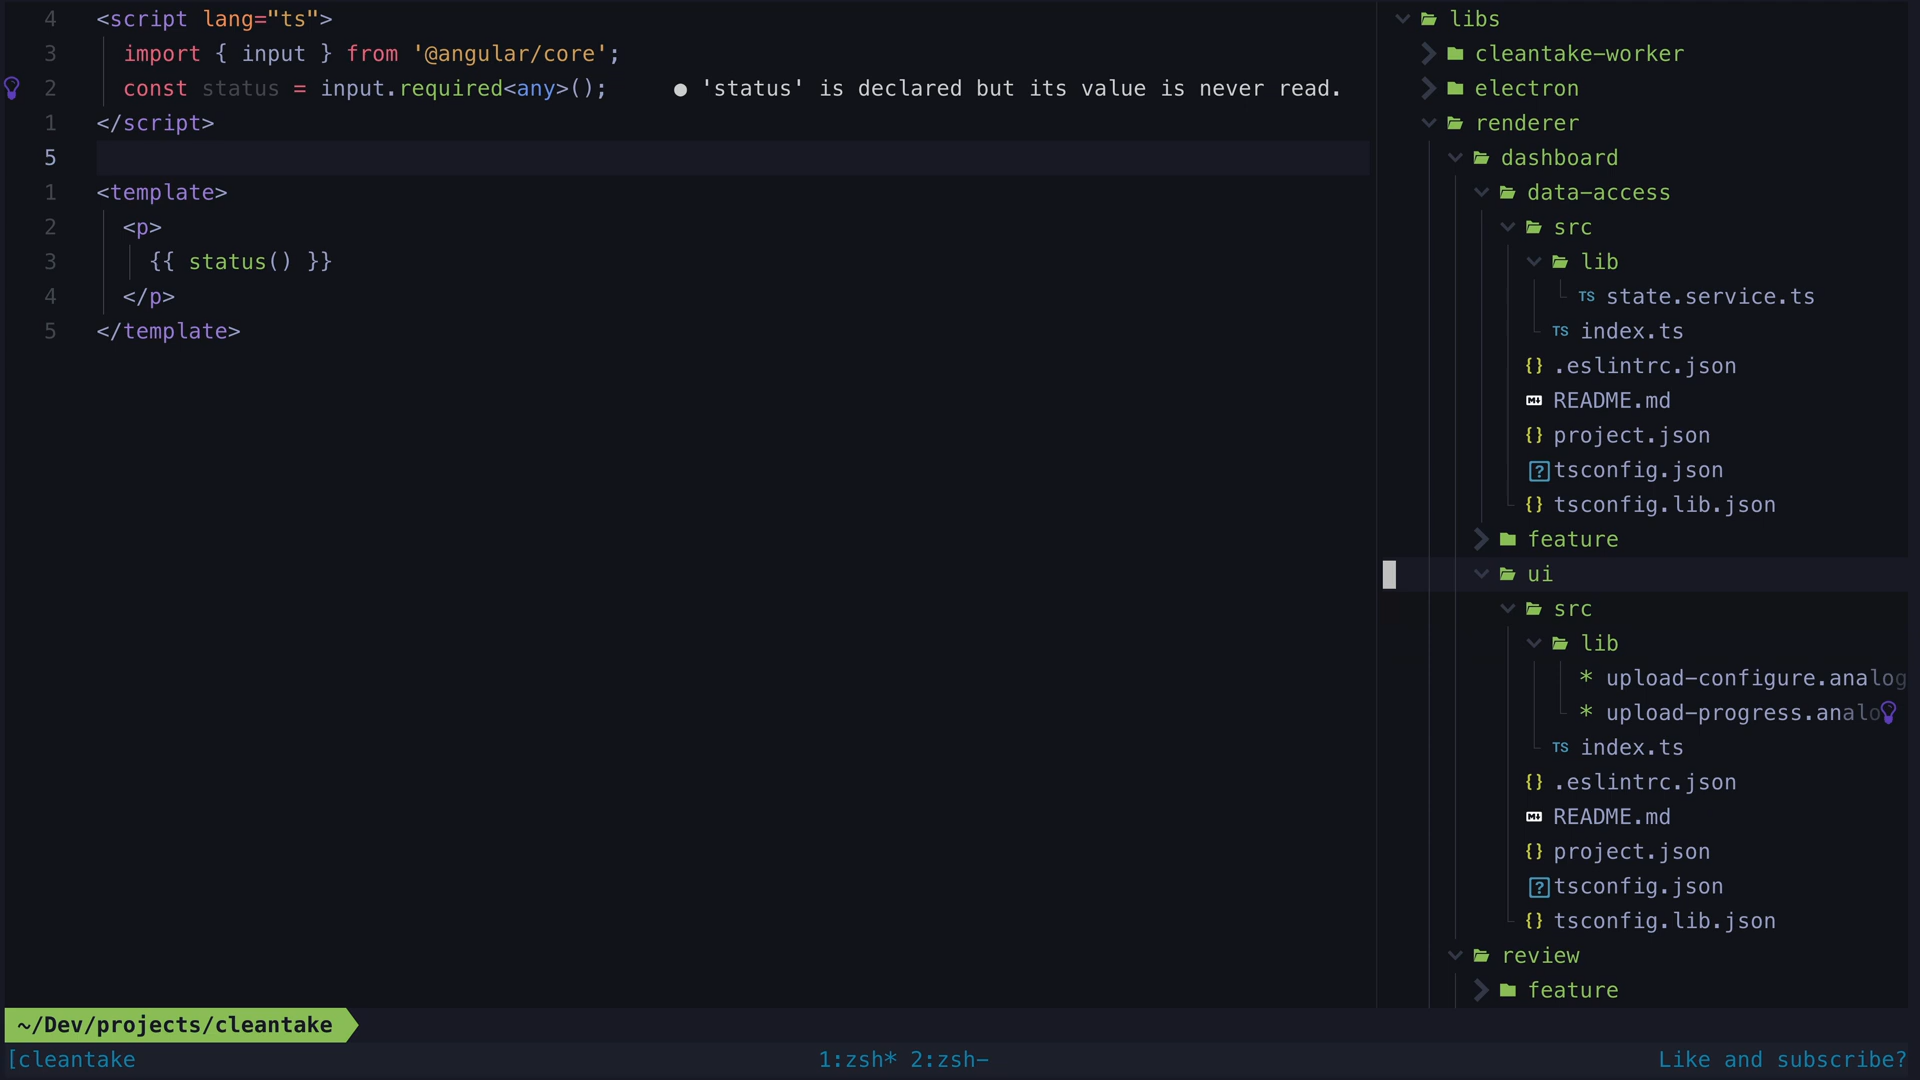 4 <script lang="ts">
3 import { input } from '@angular/core';
2 const status = input.required<any>(); ● 'status' is declared but its value is never read.
1 </script>
5
1 <template>
2 <p>
3 {{ status() }}
4 </p>
5 </template>
libs
cleantake-worker
electron
renderer
dashboard
data-access
src
lib
TS state.service.ts
TS index.ts
{} .eslintrc.json
M↓ README.md
{} project.json
? tsconfig.json
{} tsconfig.lib.json
feature
ui
src
lib
* upload-configure.analog
* upload-progress.analo
TS index.ts
{} .eslintrc.json
M↓ README.md
{} project.json
? tsconfig.json
{} tsconfig.lib.json
review
feature
~/Dev/projects/cleantake
[cleantake 1:zsh* 2:zsh- Like and subscribe?